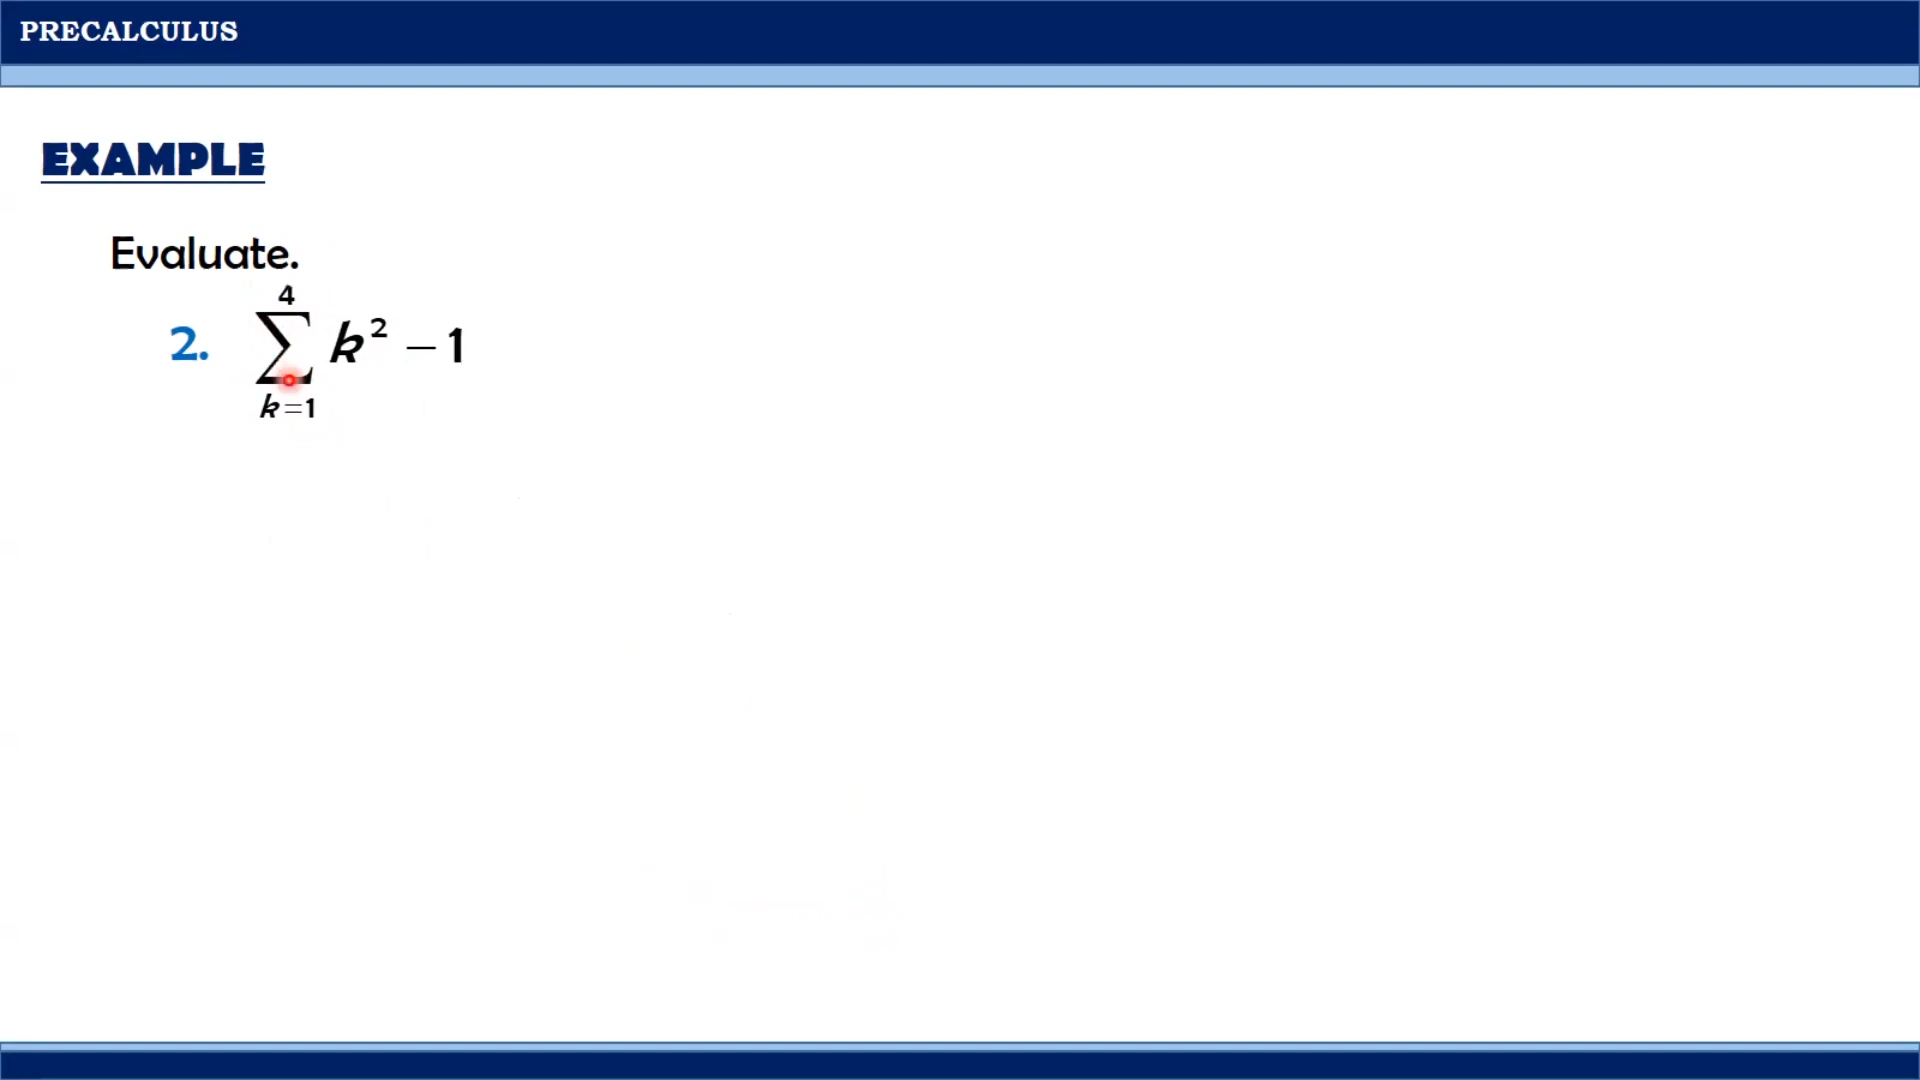 PRECALCULUS
EXAMPLE
Evaluate.
4
2. ∑ k² − 1
k=1